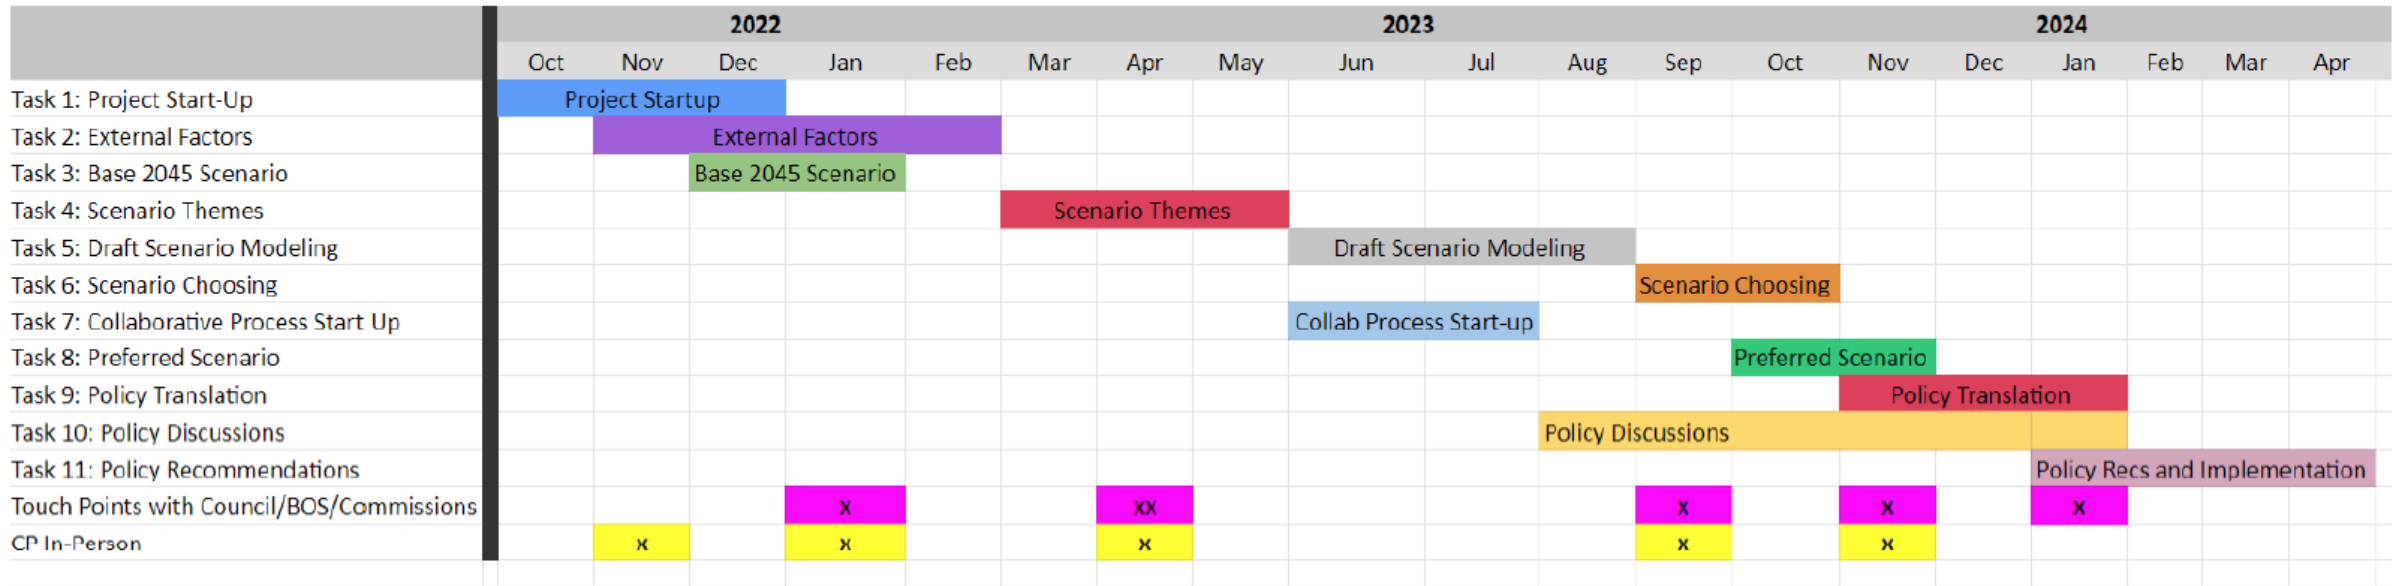 2022 2023 2024
Oct Nov Dec Jan Feb Mar Apr May Jun Jul Aug Sep Oct Nov Dec Jan Feb Mar Apr
Task 1: Project Start-Up Project Startup
Task 2: External Factors External Factors
Task 3: Base 2045 Scenario Base 2045 Scenario
Task 4: Scenario Themes Scenario Themes
Task 5: Draft Scenario Modeling Draft Scenario Modeling
Task 6: Scenario Choosing Scenario Choosing
Task 7: Collaborative Process Start Up Collab Process Start-up
Task 8: Preferred Scenario Preferred Scenario
Task 9: Policy Translation Policy Translation
Task 10: Policy Discussions Policy Discussions
Task 11: Policy Recommendations Policy Recs and Implementation
Touch Points with Council/BOS/Commissions x xx x x x
CP In-Person x x x x x